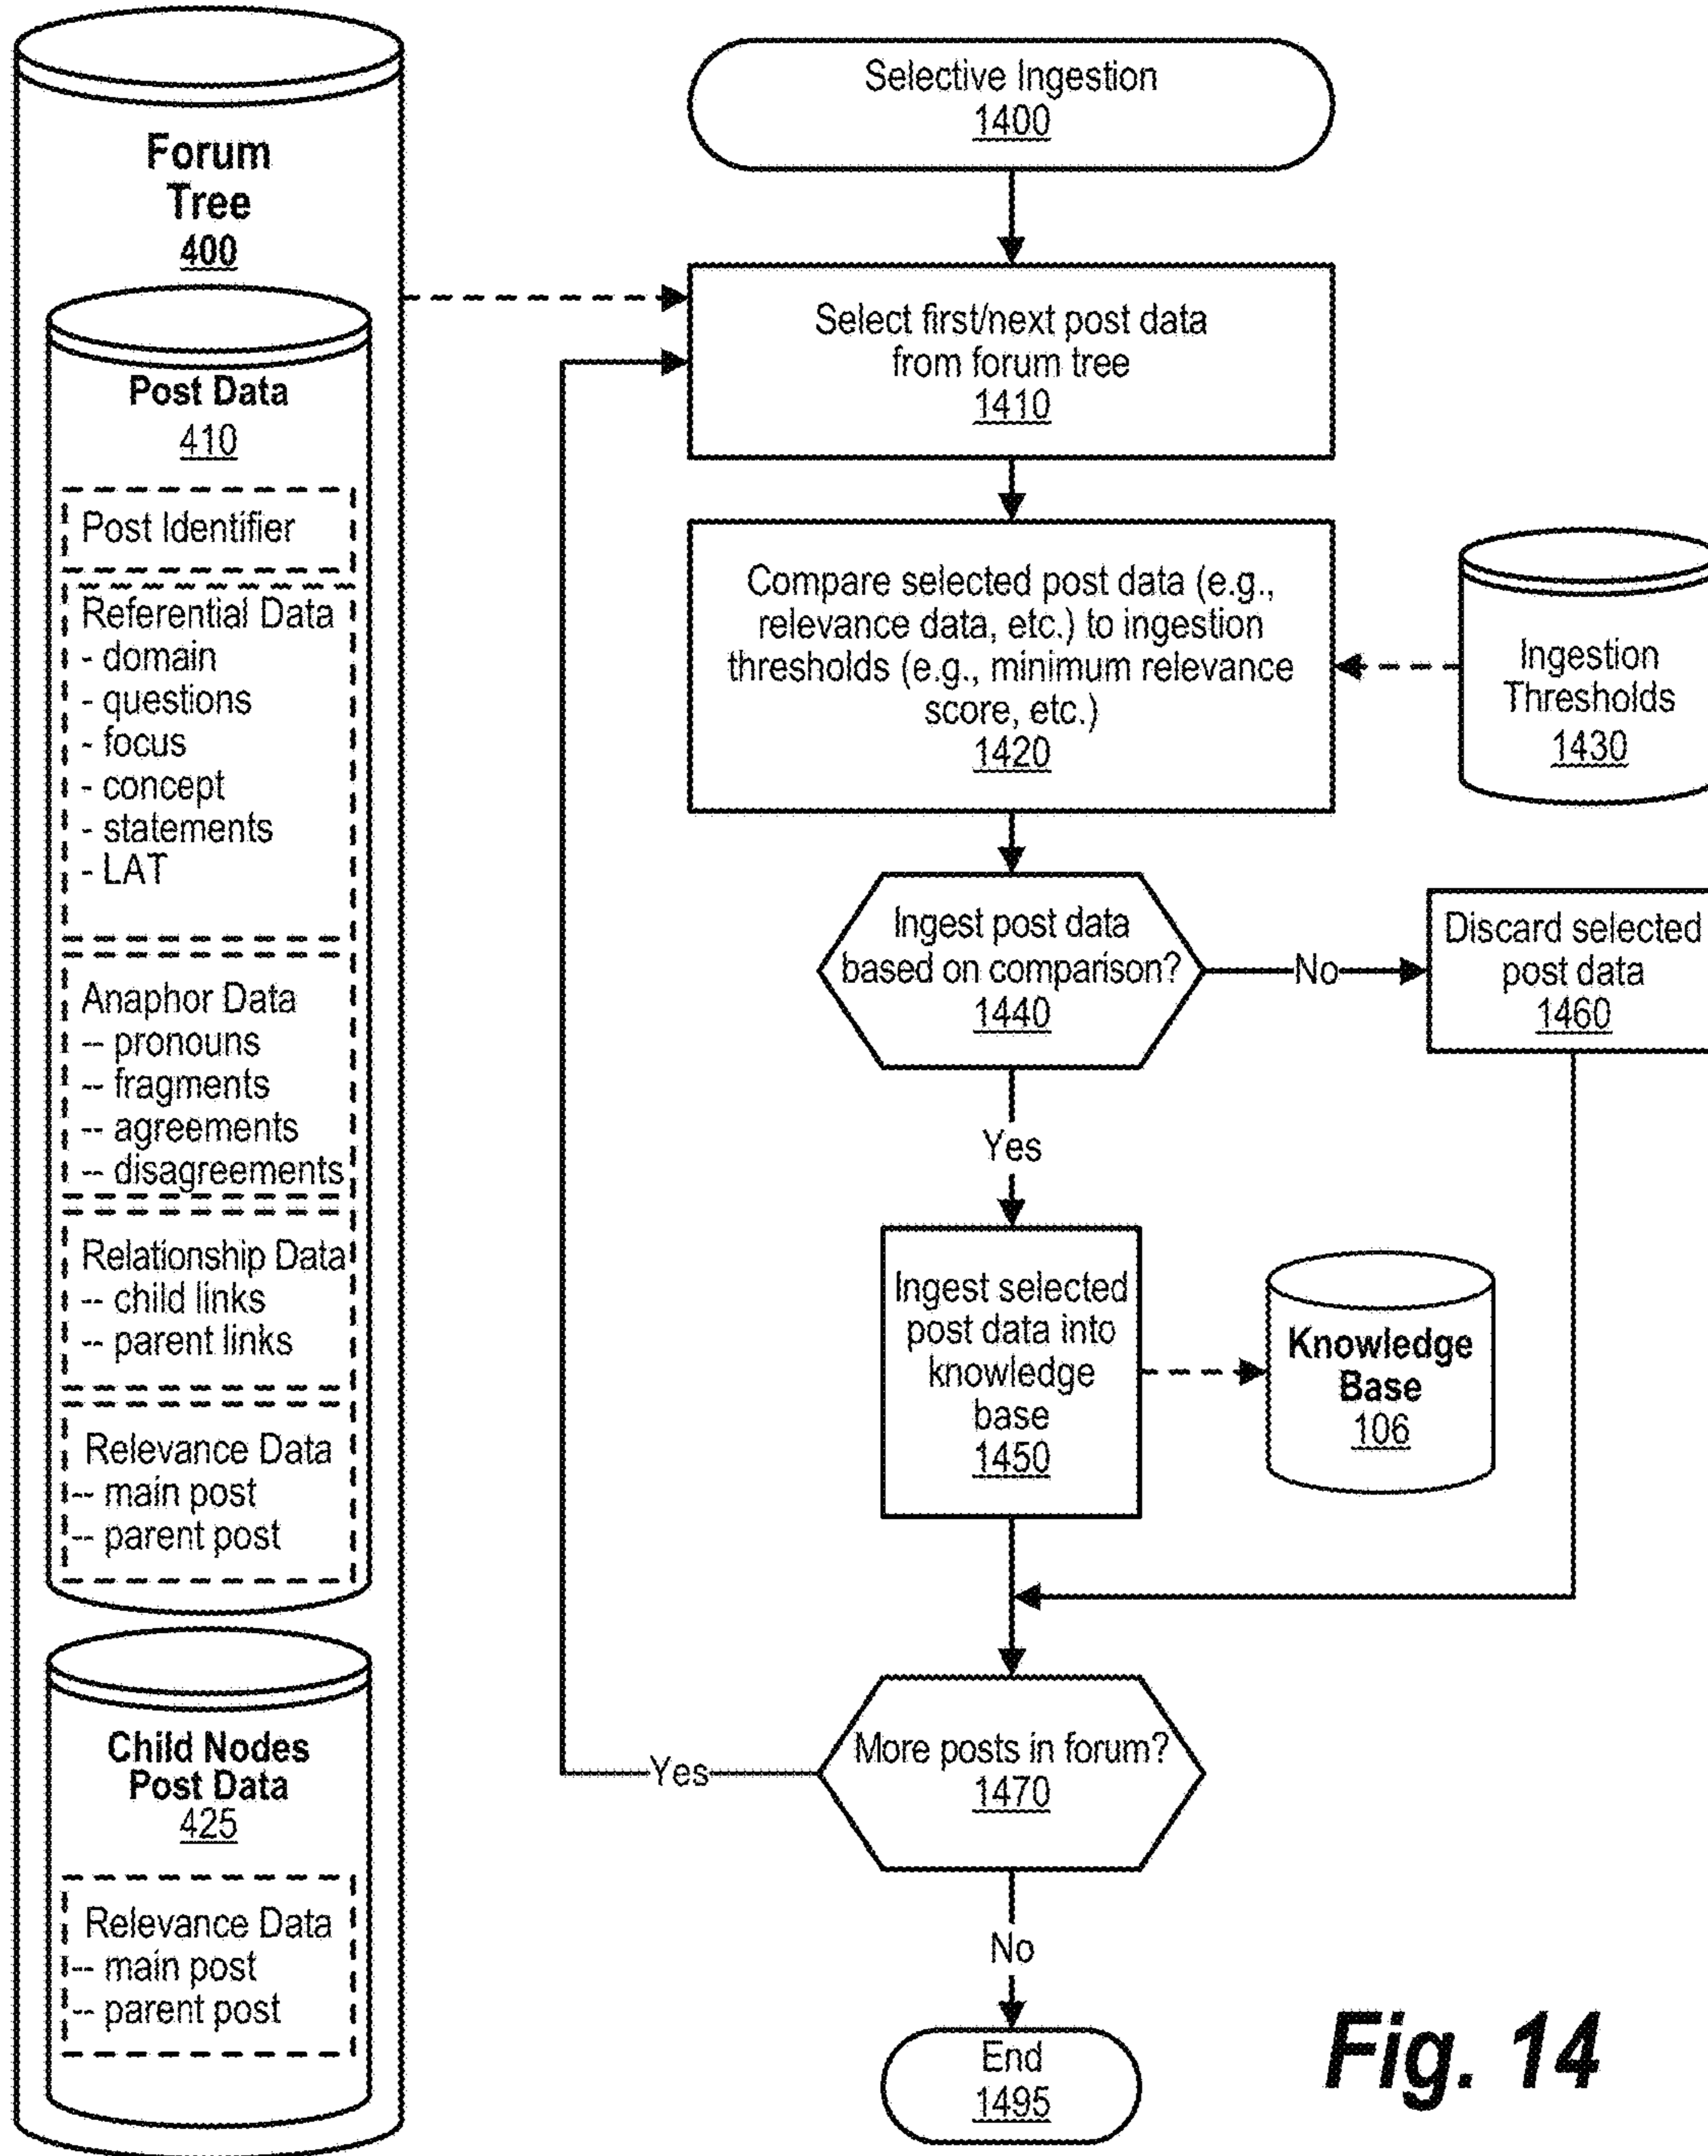 Forum
Tree
400
Post Data
410
Post Identifier
Referential Data
- domain
- questions
- focus
- concept
- statements
- LAT
Anaphor Data
-- pronouns
-- fragments
-- agreements
-- disagreements
Relationship Data
-- child links
-- parent links
Relevance Data
-- main post
-- parent post
Child Nodes
Post Data
425
Relevance Data
-- main post
-- parent post
Selective Ingestion
1400
Select first/next post data
from forum tree
1410
Compare selected post data (e.g.,
relevance data, etc.) to ingestion
thresholds (e.g., minimum relevance
score, etc.)
1420
Ingestion
Thresholds
1430
Ingest post data
based on comparison?
1440
No
Discard selected
post data
1460
Yes
Ingest selected
post data into
knowledge
base
1450
Knowledge
Base
106
More posts in forum?
1470
Yes
No
End
1495
Fig. 14